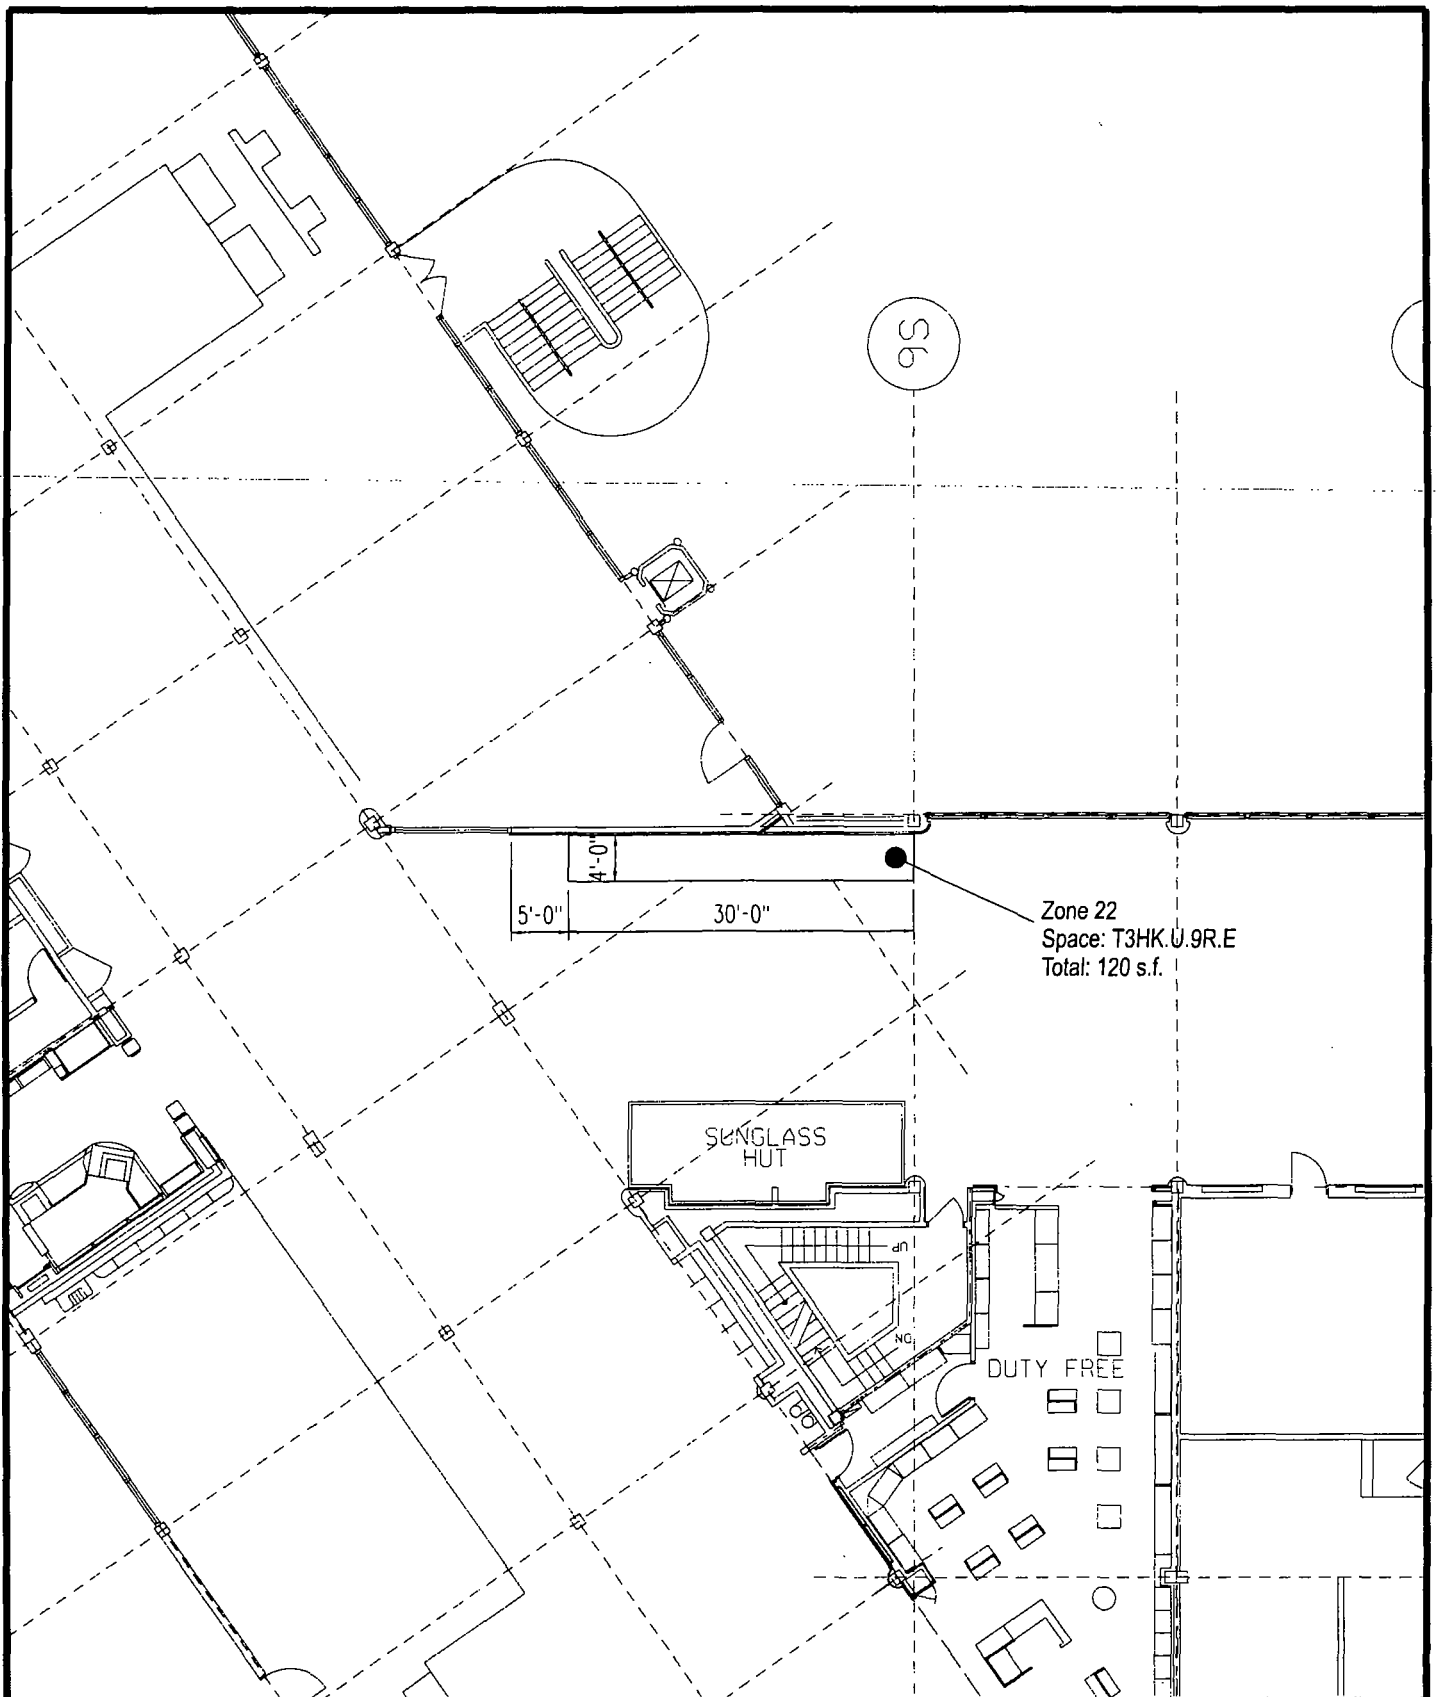 S6
4'-0"
5'-0"
30'-0"
Zone 22
Space: T3HK.U.9R.E
Total: 120 s.f.
SUNGLASS
HUT
UP
DN
DUTY FREE